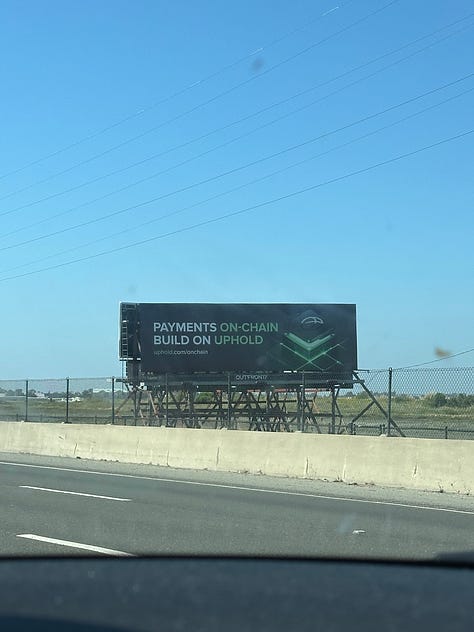 PAYMENTS ON-CHAIN
BUILD ON UPHOLD
uphold.com/onchain
OUTFRONT